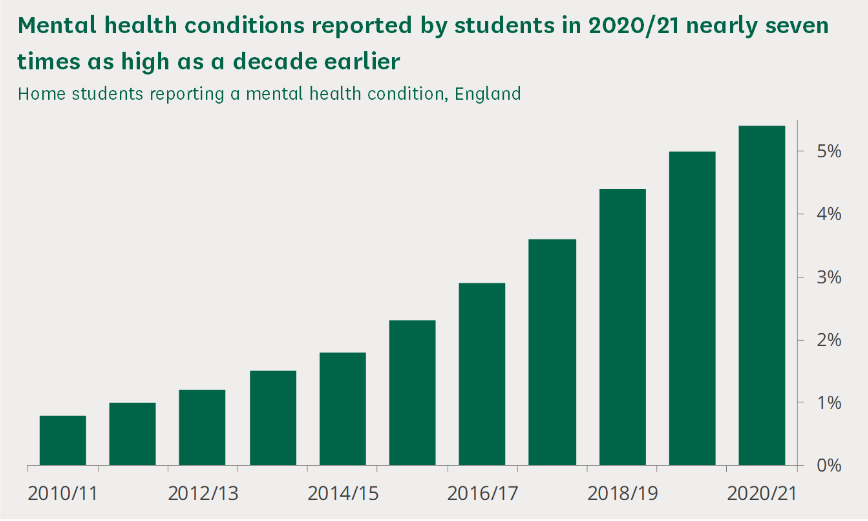 Mental health conditions reported by students in 2020/21 nearly seven
times as high as a decade earlier
Home students reporting a mental health condition, England
5%
4%
3%
2%
1%
0%
2010/11 2012/13 2014/15 2016/17 2018/19 2020/21